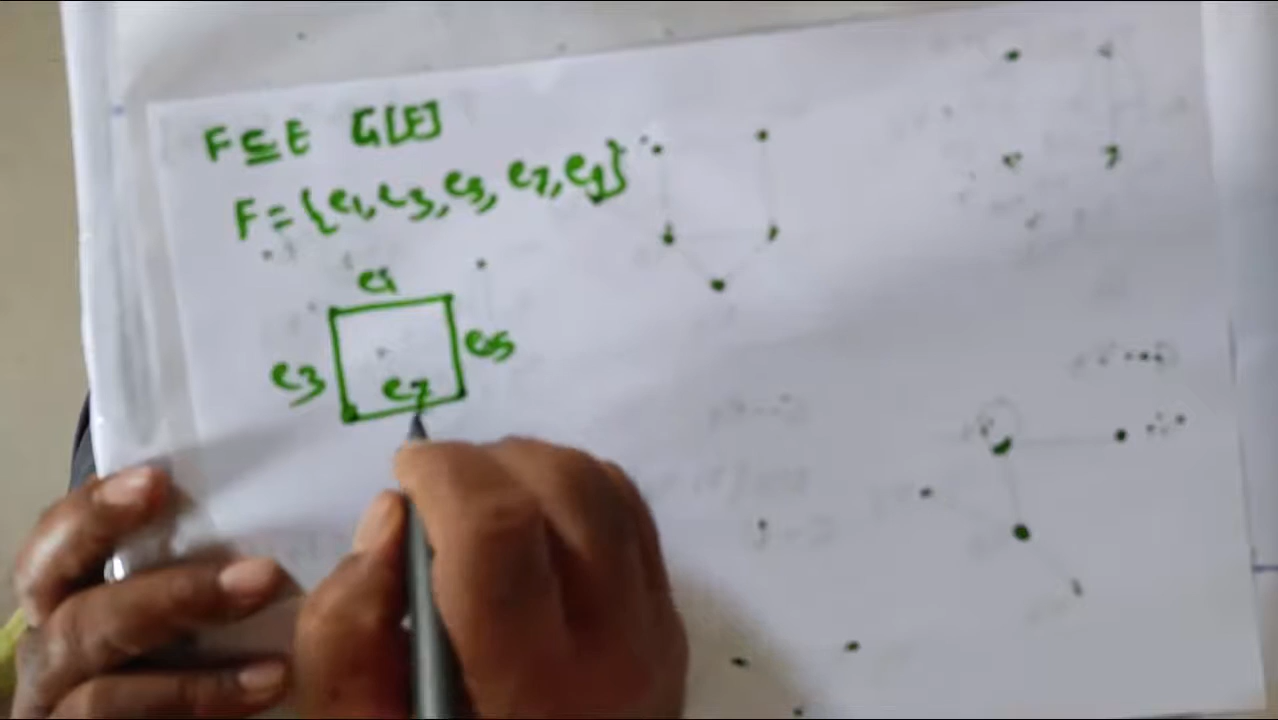 F⊆E G[F]
F={e1, e3, e5, e7, e9}
e1
e3
e5
e7